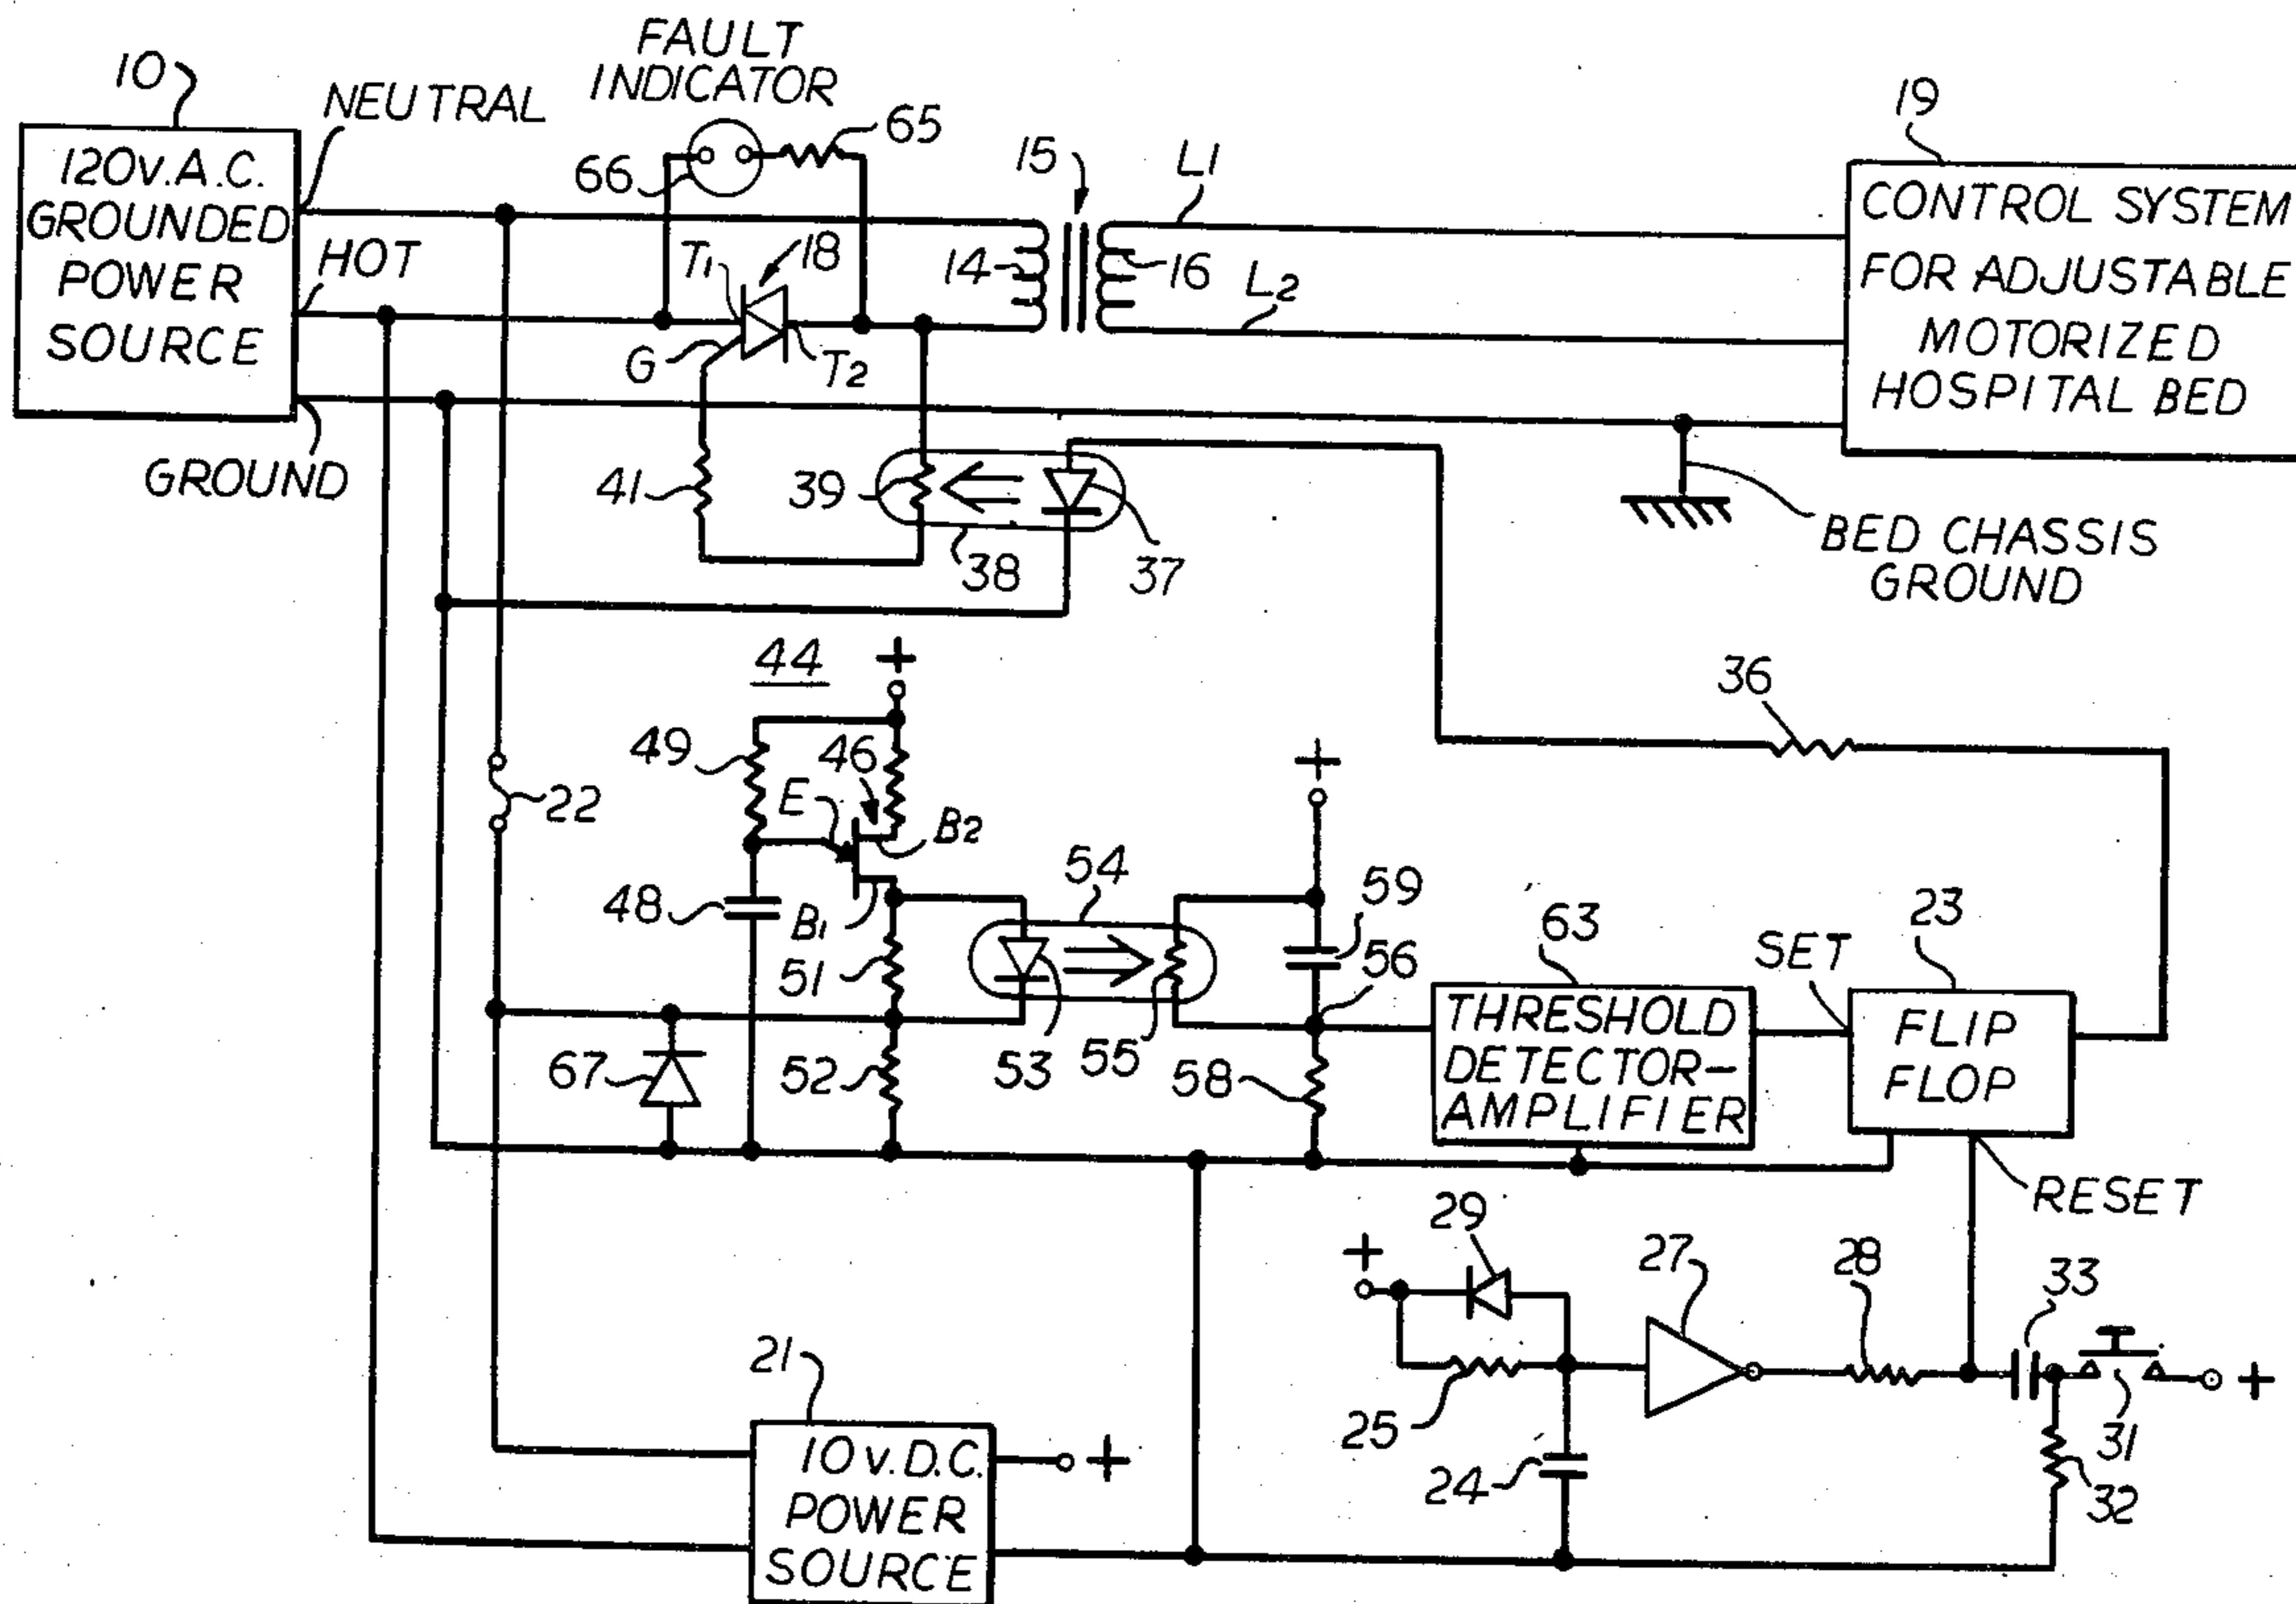 FAULT
INDICATOR
10
NEUTRAL
65
66
15
L1
19
120v. A.C.
GROUNDED
POWER
SOURCE
HOT
T1
18
14
16
L2
CONTROL SYSTEM
FOR ADJUSTABLE
MOTORIZED
HOSPITAL BED
G
T2
GROUND
41
39
38
37
BED CHASSIS
GROUND
44
+
36
49
46
E
B2
22
+
54
59
48
B1
51
56
63
SET
23
67
52
53
55
58
THRESHOLD
DETECTOR-
AMPLIFIER
FLIP
FLOP
RESET
29
+
27
28
33
21
25
24
31
+
32
10 v. D.C.
POWER
SOURCE
+